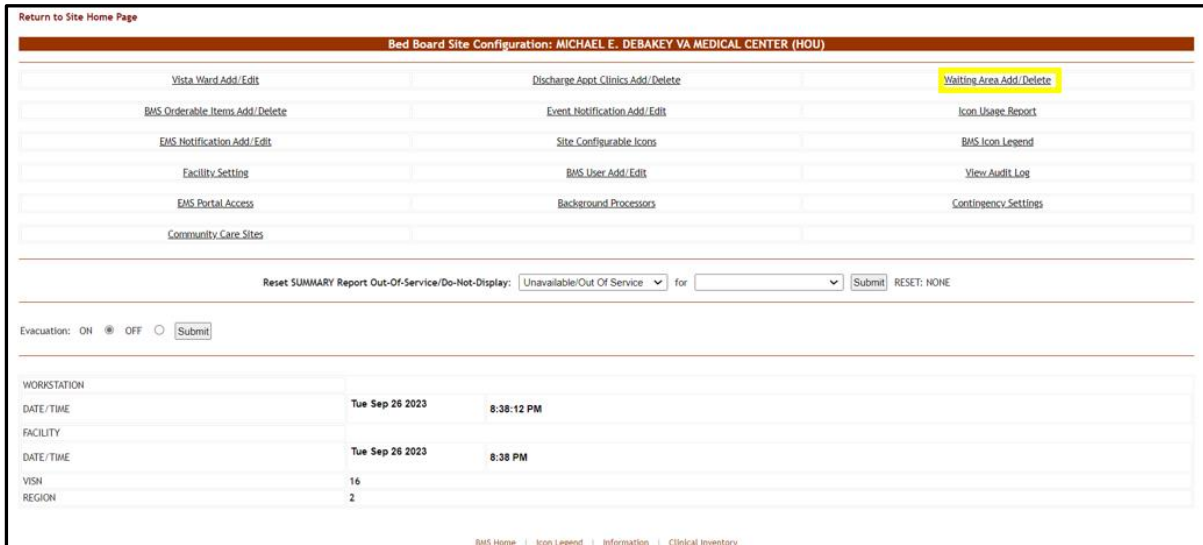 Return to Site Home Page
Bed Board Site Configuration: MICHAEL E. DEBAKEY VA MEDICAL CENTER (HOU)
Vista Ward Add/Edit Discharge Appt Clinics Add/Delete Waiting Area Add/Delete
BMS Orderable Items Add/Delete Event Notification Add/Edit Icon Usage Report
EMS Notification Add/Edit Site Configurable Icons BMS Icon Legend
Facility Setting BMS User Add/Edit View Audit Log
EMS Portal Access Background Processors Contingency Settings
Community Care Sites
Reset SUMMARY Report Out-Of-Service/Do-Not-Display: Unavailable/Out Of Service for Submit RESET: NONE
Evacuation: ON OFF Submit
WORKSTATION
DATE/TIME Tue Sep 26 2023 8:38:12 PM
FACILITY
DATE/TIME Tue Sep 26 2023 8:38 PM
VISN 16
REGION 2
BMS Home | Icon Legend | Information | Clinical Inventory